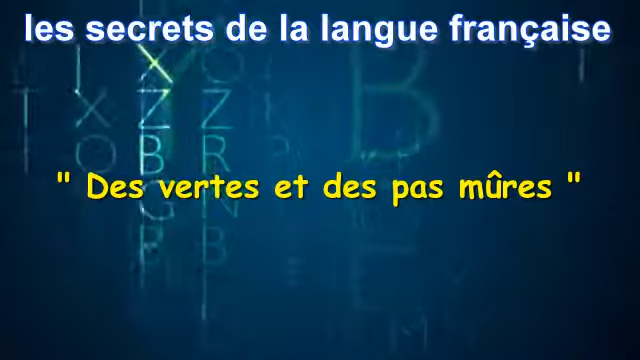 les secrets de la langue française
" Des vertes et des pas mûres "